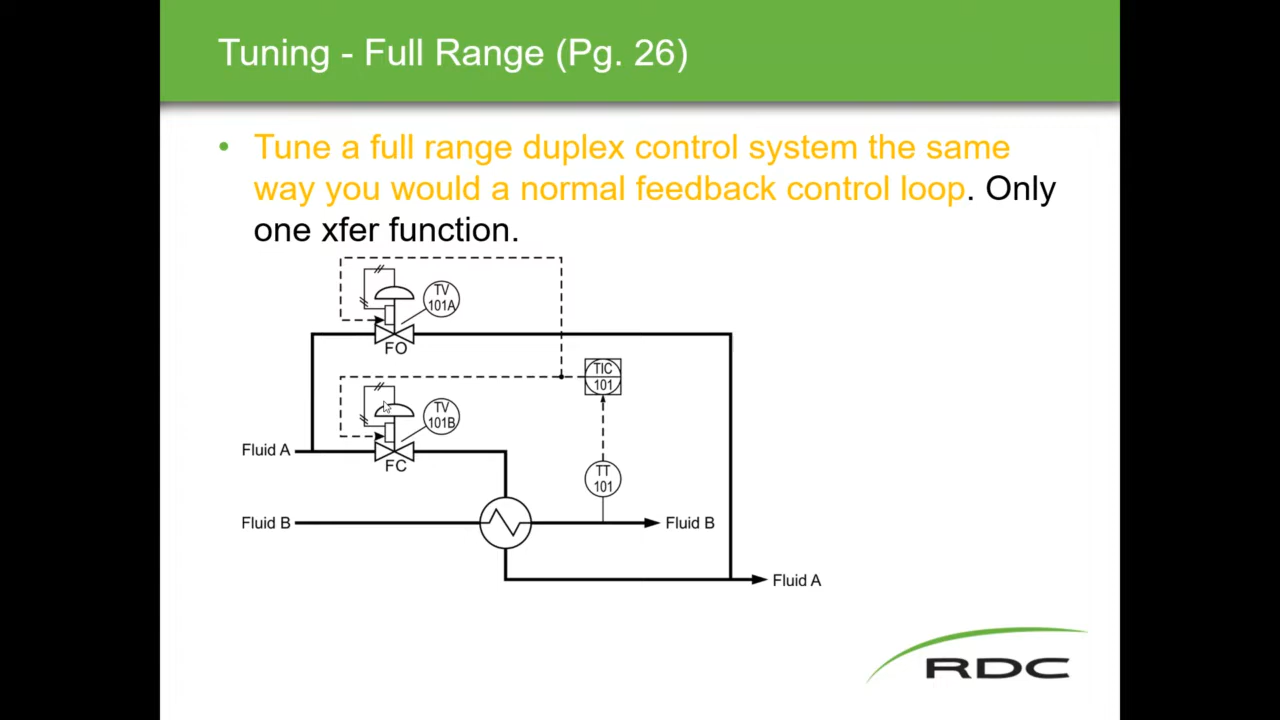 Tuning - Full Range (Pg. 26)
• Tune a full range duplex control system the same
way you would a normal feedback control loop. Only
one xfer function.
TV
101A
FO
TIC
101
TV
101B
Fluid A
FC
TT
101
Fluid B
Fluid B
Fluid A
RDC